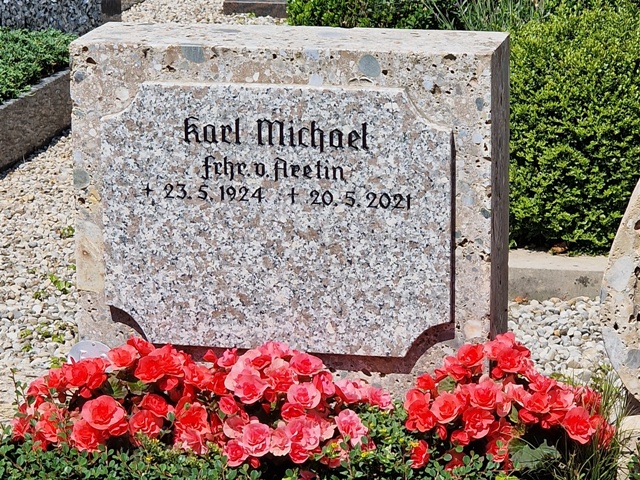 Karl Michael
Frhr. v. Aretin
+ 23. 5. 1924 † 20. 5. 2021